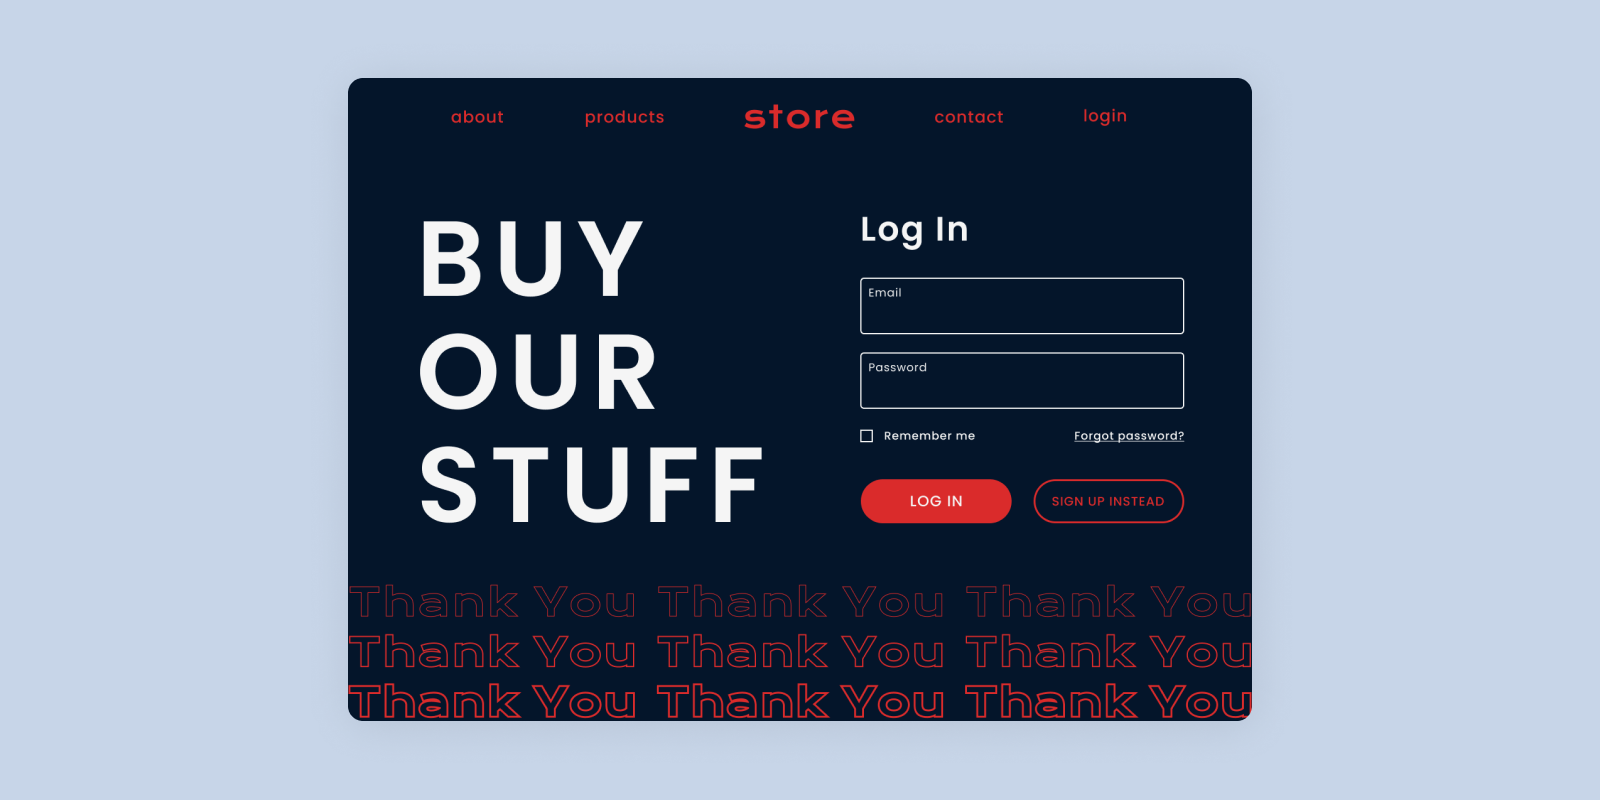 about products store contact login
BUY
OUR
STUFF
Log In
Email
Password
Remember me Forgot password?
LOG IN SIGN UP INSTEAD
Thank You Thank You Thank You
Thank You Thank You Thank You
Thank You Thank You Thank You